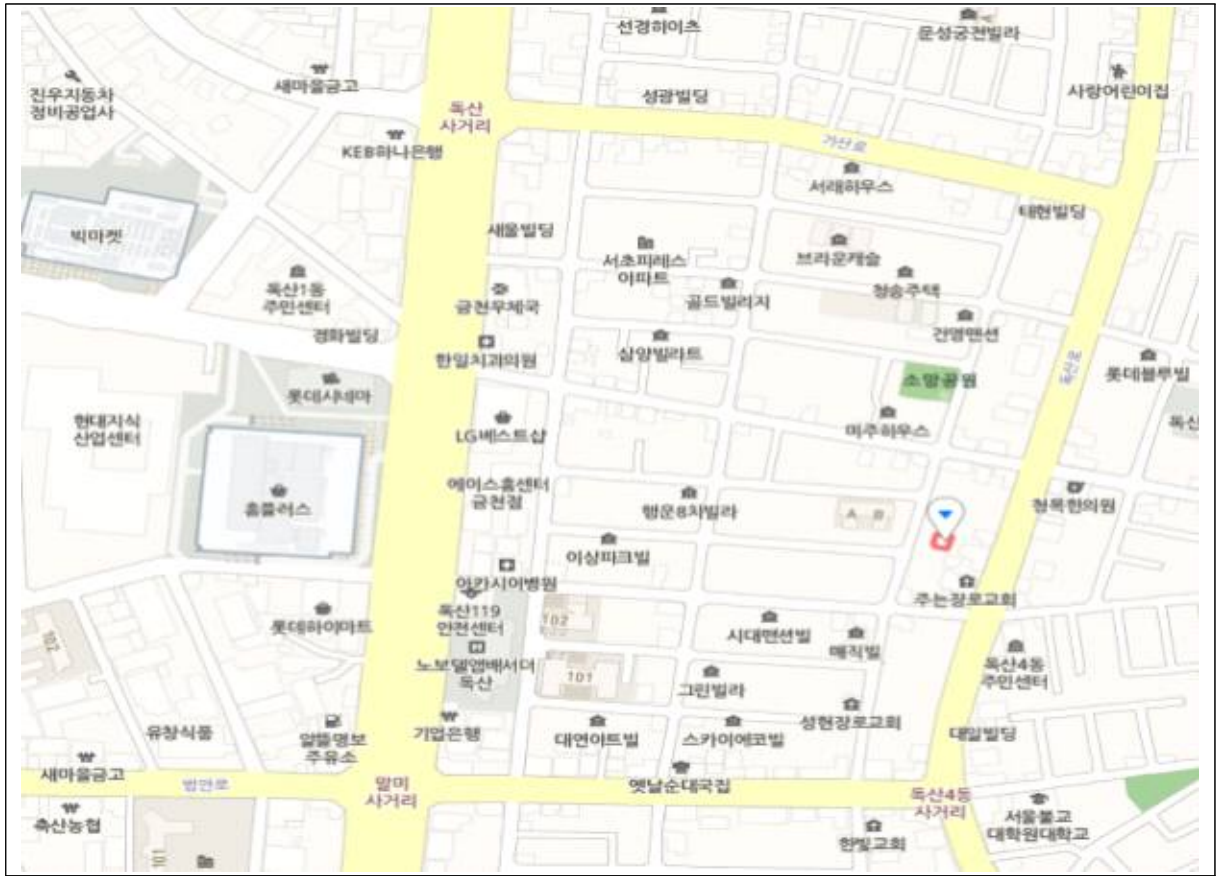 선경하이츠
문성궁전빌라
새마을금고
진우자동차
정비공업사
사랑어린이집
성광빌딩
독산
사거리
KEB하나은행
가산로
서래하우스
태현빌딩
빅마켓
새울빌딩
서초피레스
아파트
브라운캐슬
독산1동
주민센터
청송주택
골드빌리지
금천우체국
경화빌딩
건영맨션
한일치과의원
삼양빌라트
롯데블루빌
소망공원
독산로
롯데시네마
현대지식
산업센터
LG베스트샵
미주하우스
독산
에이스홈센터
금천점
홈플러스
행운8차빌라
A
B
청목한의원
이상파크빌
아카시아병원
주는장로교회
독산119
안전센터
롯데하이마트
102
102
시대맨션빌
매직빌
노보텔앰배서더
독산
101
그린빌라
독산4동
주민센터
유창식품
알뜰명보
주유소
기업은행
대연아트빌
스카이에코빌
성현장로교회
대일빌딩
새마을금고
범안로
말미
사거리
옛날순대국집
독산4동
사거리
축산농협
101
한빛교회
서울불교
대학원대학교